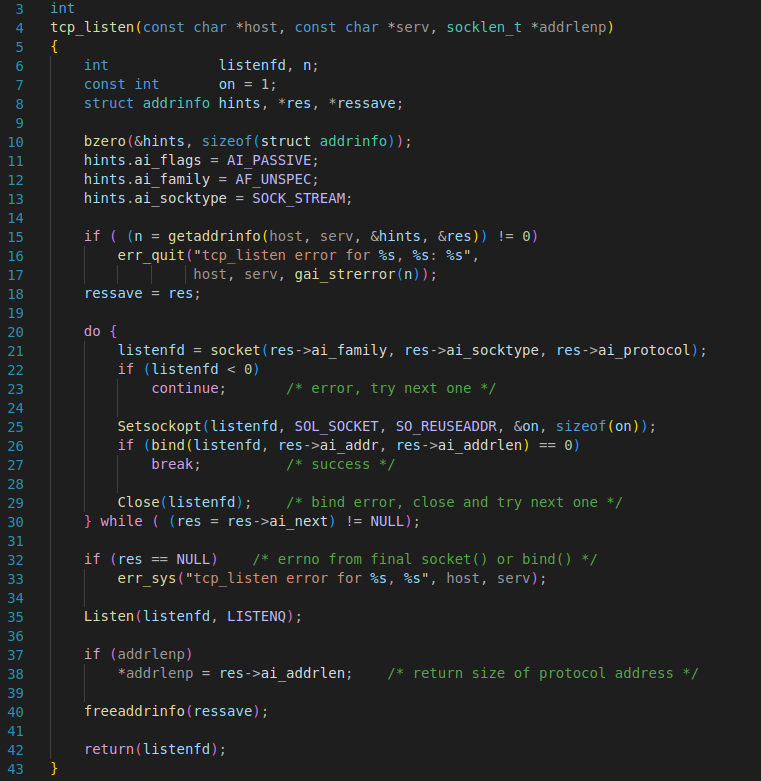 3 int
4 tcp_listen(const char *host, const char *serv, socklen_t *addrlenp)
5 {
6     int             listenfd, n;
7     const int       on = 1;
8     struct addrinfo hints, *res, *ressave;
9
10     bzero(&hints, sizeof(struct addrinfo));
11     hints.ai_flags = AI_PASSIVE;
12     hints.ai_family = AF_UNSPEC;
13     hints.ai_socktype = SOCK_STREAM;
14
15     if ( (n = getaddrinfo(host, serv, &hints, &res)) != 0)
16         err_quit("tcp_listen error for %s, %s: %s",
17                  host, serv, gai_strerror(n));
18     ressave = res;
19
20     do {
21         listenfd = socket(res->ai_family, res->ai_socktype, res->ai_protocol);
22         if (listenfd < 0)
23             continue;       /* error, try next one */
24
25         Setsockopt(listenfd, SOL_SOCKET, SO_REUSEADDR, &on, sizeof(on));
26         if (bind(listenfd, res->ai_addr, res->ai_addrlen) == 0)
27             break;          /* success */
28
29         Close(listenfd);    /* bind error, close and try next one */
30     } while ( (res = res->ai_next) != NULL);
31
32     if (res == NULL)    /* errno from final socket() or bind() */
33         err_sys("tcp_listen error for %s, %s", host, serv);
34
35     Listen(listenfd, LISTENQ);
36
37     if (addrlenp)
38         *addrlenp = res->ai_addrlen;    /* return size of protocol address */
39
40     freeaddrinfo(ressave);
41
42     return(listenfd);
43 }